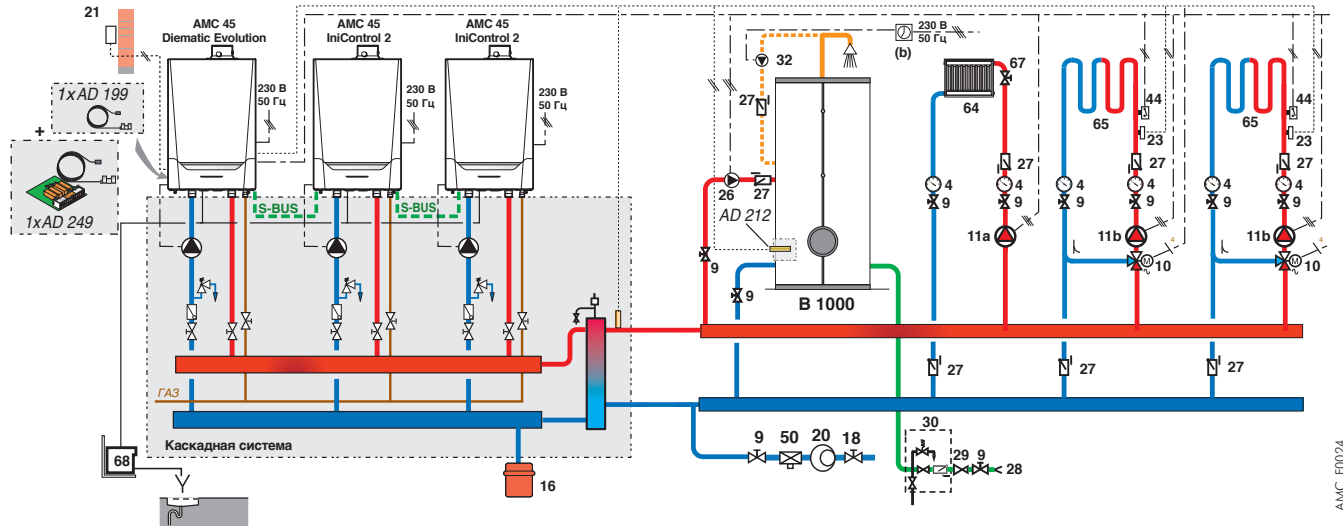 21
AMC 45
Diematic Evolution
AMC 45
IniControl 2
AMC 45
IniControl 2
230 В
50 Гц
230 В
50 Гц
230 В
50 Гц
1xAD 199
+
1xAD 249
S-BUS
S-BUS
ГАЗ
Каскадная система
68
16
32
27
26
27
AD 212
9
9
B 1000
230 В
50 Гц
(b)
64
67
27
4
4
9
9
11a
65
44
23
27
4
4
9
9
11b
M
10
4
65
44
23
27
4
4
9
9
11b
M
10
4
27
27
27
9
50
20
18
30
29
9
28
AMC_F0024